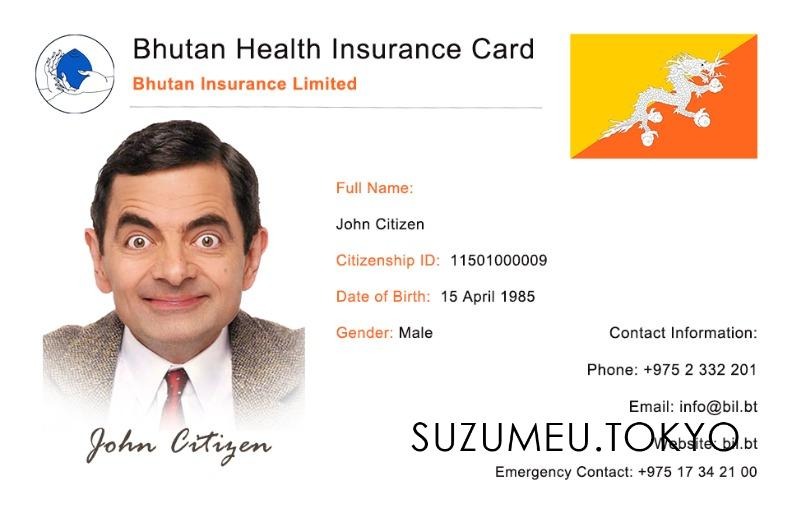 Bhutan Health Insurance Card
Bhutan Insurance Limited
Full Name:
John Citizen
Citizenship ID: 11501000009
Date of Birth: 15 April 1985
Gender: Male
Contact Information:
Phone: +975 2 332 201
Email: info@bil.bt
SUZUMEU.TOKYO
Website: bil.bt
Emergency Contact: +975 17 34 21 00
John Citizen